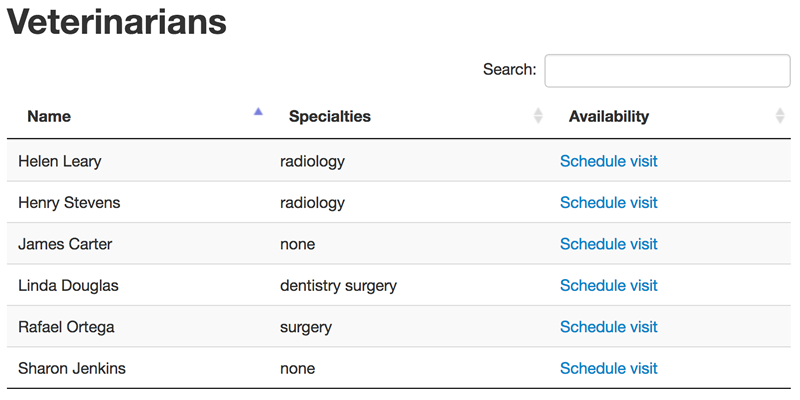 Veterinarians
Search:
Name Specialties Availability
Helen Leary radiology Schedule visit
Henry Stevens radiology Schedule visit
James Carter none Schedule visit
Linda Douglas dentistry surgery Schedule visit
Rafael Ortega surgery Schedule visit
Sharon Jenkins none Schedule visit